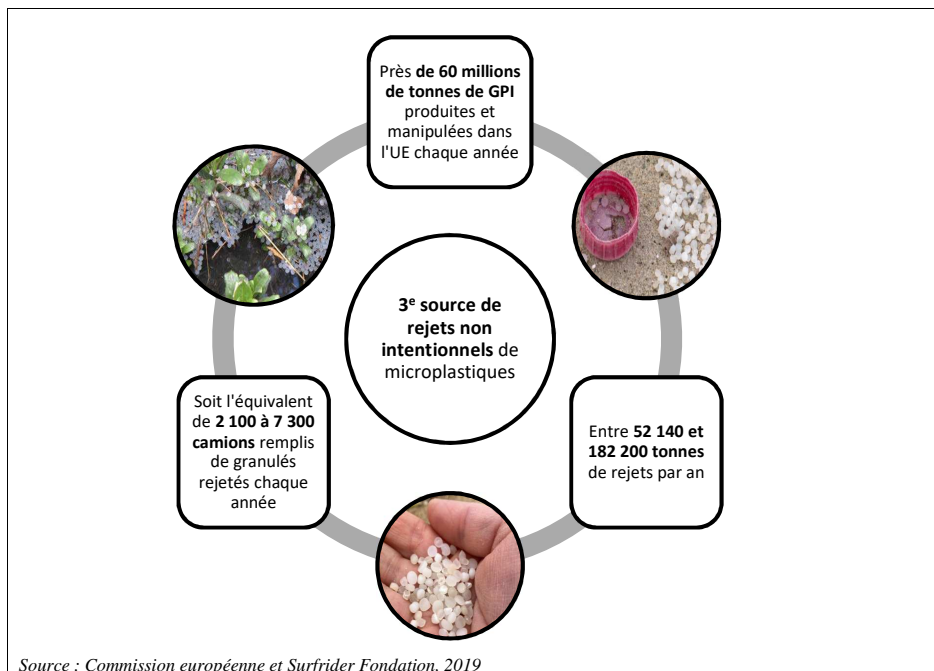 Près de 60 millions
de tonnes de GPI
produites et
manipulées dans
l'UE chaque année
3e source de
rejets non
intentionnels de
microplastiques
Soit l'équivalent
de 2 100 à 7 300
camions remplis
de granulés
rejetés chaque
année
Entre 52 140 et
182 200 tonnes
de rejets par an
Source : Commission européenne et Surfrider Fondation, 2019